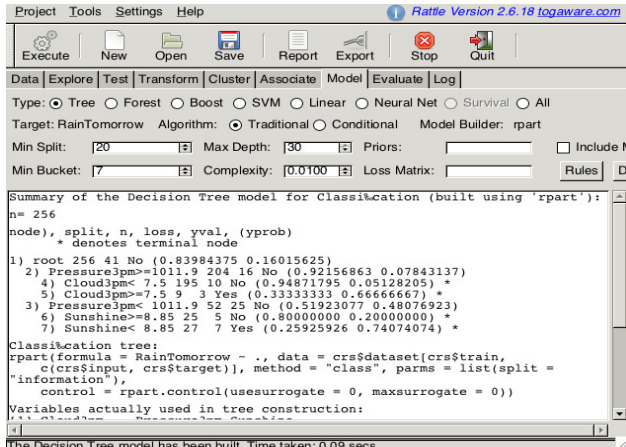 Project Tools Settings Help Rattle Version 2.6.18 togaware.com
Execute New Open Save Report Export Stop Quit
Data Explore Test Transform Cluster Associate Model Evaluate Log
Type: Tree Forest Boost SVM Linear Neural Net Survival All
Target: RainTomorrow Algorithm: Traditional Conditional Model Builder: rpart
Min Split: 20 Max Depth: 30 Priors: Include
Min Bucket: 7 Complexity: 0.0100 Loss Matrix: Rules
Summary of the Decision Tree model for Classi%cation (built using 'rpart'):
n= 256
node), split, n, loss, yval, (yprob)
* denotes terminal node
1) root 256 41 No (0.83984375 0.16015625)
2) Pressure3pm>=1011.9 204 16 No (0.92156863 0.07843137)
4) Cloud3pm< 7.5 195 10 No (0.94871795 0.05128205) *
5) Cloud3pm>=7.5 9 3 Yes (0.33333333 0.66666667) *
3) Pressure3pm< 1011.9 52 25 No (0.51923077 0.48076923)
6) Sunshine>=8.85 25 5 No (0.80000000 0.20000000) *
7) Sunshine< 8.85 27 7 Yes (0.25925926 0.74074074) *
Classi%cation tree:
rpart(formula = RainTomorrow ~ ., data = crs$dataset[crs$train,
c(crs$input, crs$target)], method = "class", parms = list(split =
"information"),
control = rpart.control(usesurrogate = 0, maxsurrogate = 0))
Variables actually used in tree construction:
[1] Cloud3pm Pressure3pm Sunshine
The Decision Tree model has been built. Time taken: 0.09 secs